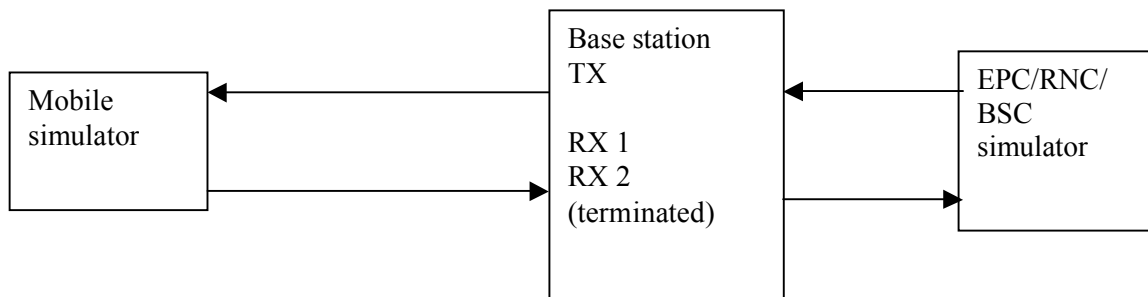 Mobile
simulator
Base station
TX
RX 1
RX 2
(terminated)
EPC/RNC/
BSC
simulator